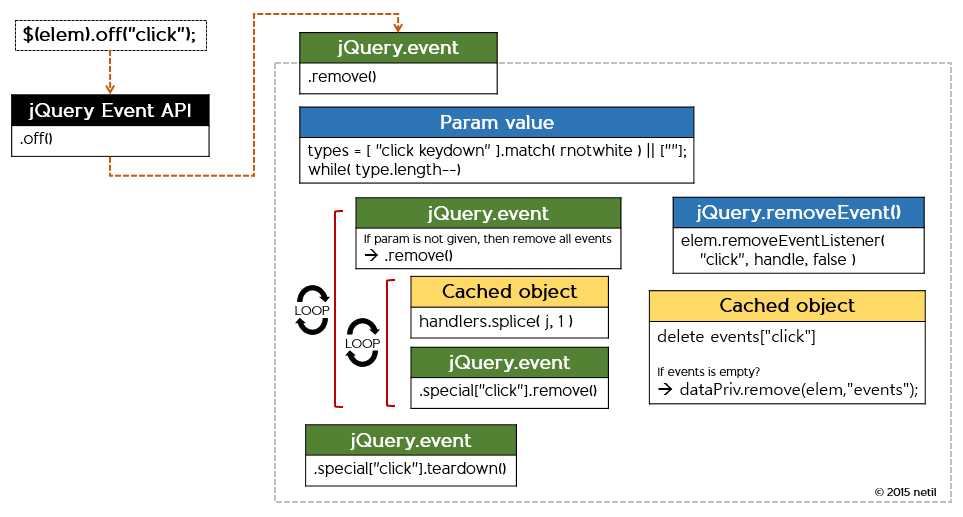 $(elem).off("click");
jQuery Event API
.off()
jQuery.event
.remove()
Param value
types = [ "click keydown" ].match( rnotwhite ) || [""];
while( type.length--)
jQuery.event
If param is not given, then remove all events
→ .remove()
LOOP
LOOP
Cached object
handlers.splice( j, 1 )
jQuery.event
.special["click"].remove()
jQuery.event
.special["click"].teardown()
jQuery.removeEvent()
elem.removeEventListener(
"click", handle, false )
Cached object
delete events["click"]
If events is empty?
→ dataPriv.remove(elem,"events");
© 2015 netil